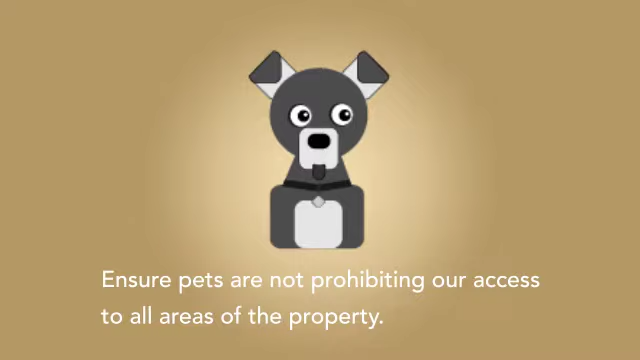 Ensure pets are not prohibiting our access
to all areas of the property.